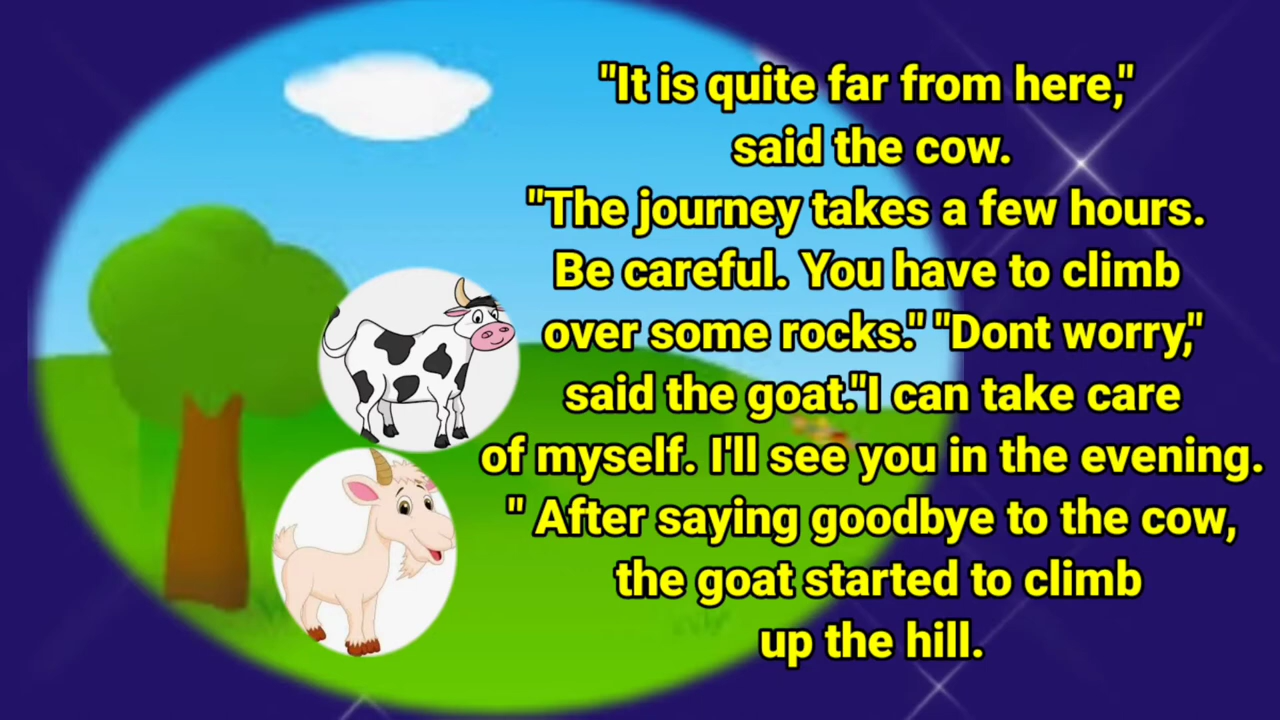 "It is quite far from here,"
said the cow.
"The journey takes a few hours.
Be careful. You have to climb
over some rocks." "Dont worry,"
said the goat."I can take care
of myself. I'll see you in the evening.
" After saying goodbye to the cow,
the goat started to climb
up the hill.